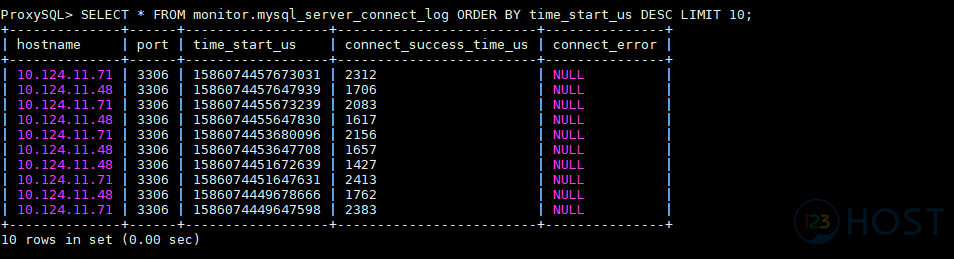 ProxySQL> SELECT * FROM monitor.mysql_server_connect_log ORDER BY time_start_us DESC LIMIT 10;
+--------------+------+------------------+-------------------------+---------------+
| hostname     | port | time_start_us    | connect_success_time_us | connect_error |
+--------------+------+------------------+-------------------------+---------------+
| 10.124.11.71 | 3306 | 1586074457673031 | 2312                    | NULL          |
| 10.124.11.48 | 3306 | 1586074457647939 | 1706                    | NULL          |
| 10.124.11.71 | 3306 | 1586074455673239 | 2083                    | NULL          |
| 10.124.11.48 | 3306 | 1586074455647830 | 1617                    | NULL          |
| 10.124.11.71 | 3306 | 1586074453680096 | 2156                    | NULL          |
| 10.124.11.48 | 3306 | 1586074453647708 | 1657                    | NULL          |
| 10.124.11.48 | 3306 | 1586074451672639 | 1427                    | NULL          |
| 10.124.11.71 | 3306 | 1586074451647631 | 2413                    | NULL          |
| 10.124.11.48 | 3306 | 1586074449678666 | 1762                    | NULL          |
| 10.124.11.71 | 3306 | 1586074449647598 | 2383                    | NULL          |
+--------------+------+------------------+-------------------------+---------------+
10 rows in set (0.00 sec)
123 HOST